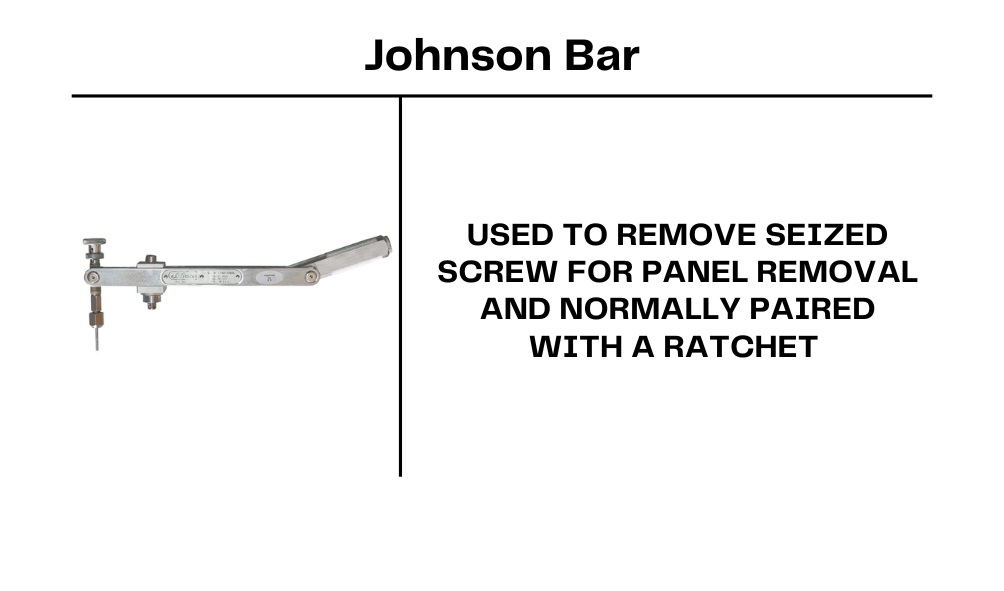 Johnson Bar
USED TO REMOVE SEIZED
SCREW FOR PANEL REMOVAL
AND NORMALLY PAIRED
WITH A RATCHET